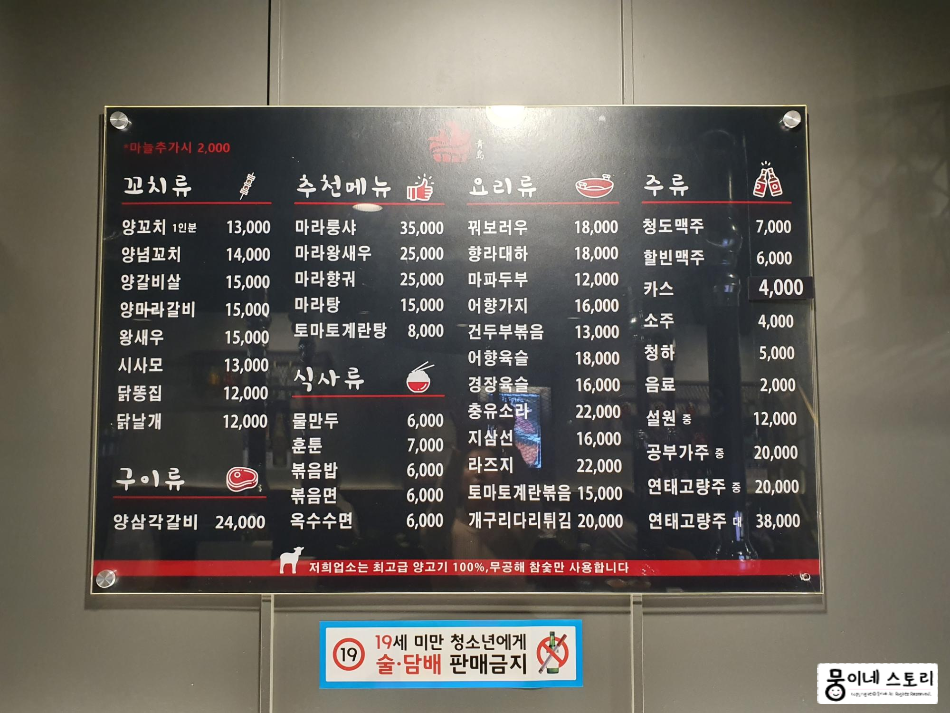 *마늘추가시 2,000
青島
꼬치류
양꼬치 1인분 13,000
양념꼬치 14,000
양갈비살 15,000
양마라갈비 15,000
왕새우 15,000
시사모 13,000
닭똥집 12,000
닭날개 12,000
구이류
양삼각갈비 24,000
추천메뉴
마라롱샤 35,000
마라왕새우 25,000
마라향궈 25,000
마라탕 15,000
토마토계란탕 8,000
식사류
물만두 6,000
훈툰 7,000
볶음밥 6,000
볶음면 6,000
옥수수면 6,000
요리류
꿔보러우 18,000
향라대하 18,000
마파두부 12,000
어향가지 16,000
건두부볶음 13,000
어향육슬 18,000
경장육슬 16,000
충유소라 22,000
지삼선 16,000
라즈지 22,000
토마토계란볶음 15,000
개구리다리튀김 20,000
주류
청도맥주 7,000
할빈맥주 6,000
카스 4,000
소주 4,000
청하 5,000
음료 2,000
설원 중 12,000
공부가주 중 20,000
연태고량주 중 20,000
연태고량주 대 38,000
저희업소는 최고급 양고기 100%,무공해 참숯만 사용합니다
19
19세 미만 청소년에게
술·담배 판매금지
뭉이네 스토리